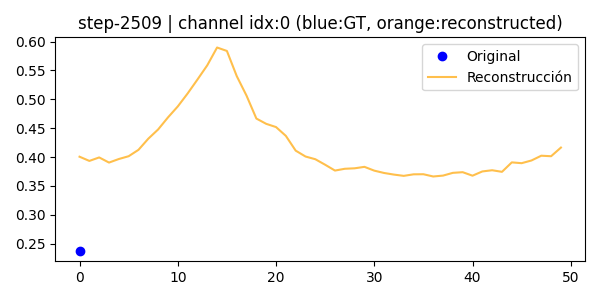 step-2509 | channel idx:0 (blue:GT, orange:reconstructed)
Original
Reconstrucción
0.60
0.55
0.50
0.45
0.40
0.35
0.30
0.25
0 10 20 30 40 50